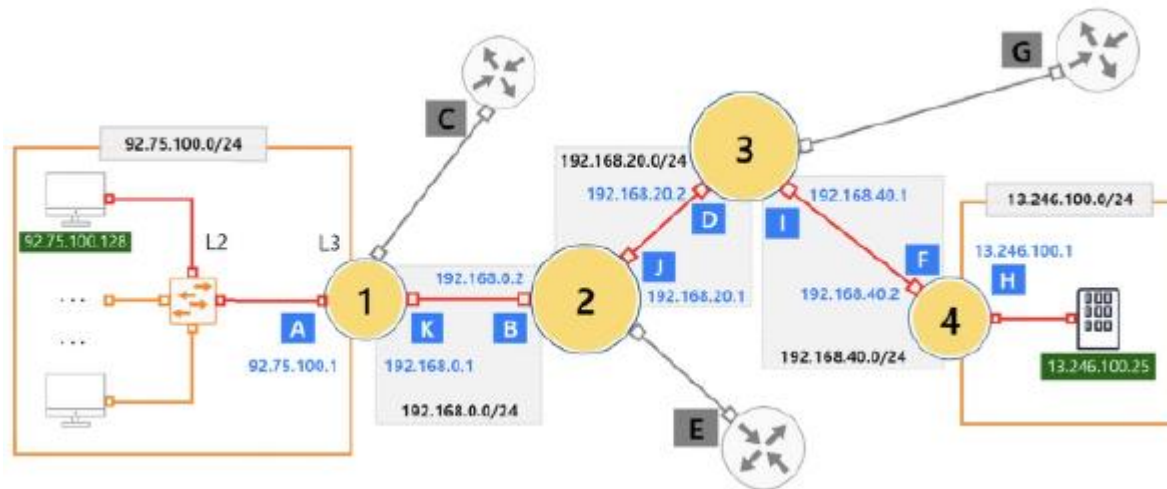 G
C
92.75.100.0/24
3
192.168.20.0/24
192.168.20.2
192.168.40.1
13.246.100.0/24
92.75.100.128
L2
L3
D
I
F
13.246.100.1
H
J
192.168.0.2
1
2
192.168.20.1
192.168.40.2
4
...
A
K
B
...
92.75.100.1
192.168.0.1
192.168.40.0/24
13.246.100.25
192.168.0.0/24
E